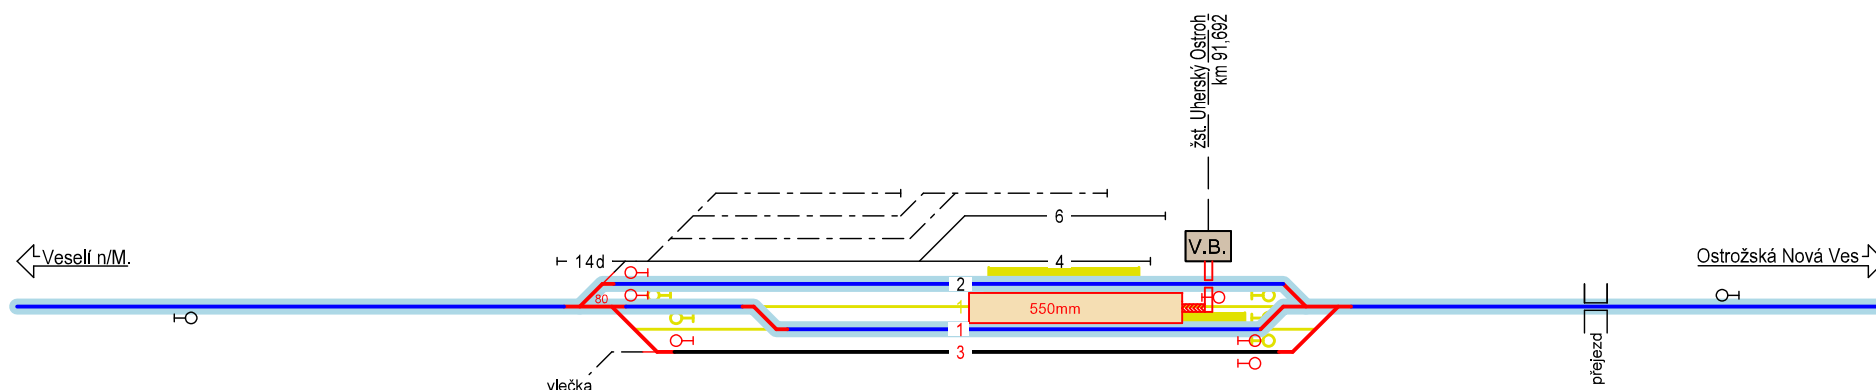 žst. Uherský Ostroh
km 91,692
6
V.B.
Veselí n/M.
14d
4
Ostrožská Nová Ves
2
80
1
550mm
1
3
vlečka
přejezd